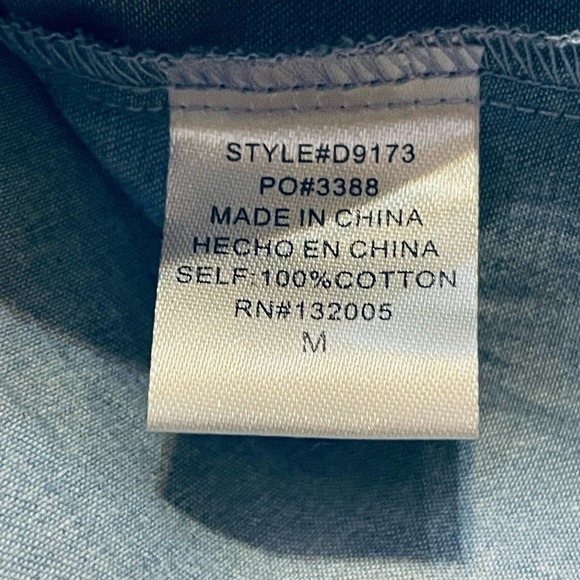 STYLE#D9173
PO#3388
MADE IN CHINA
HECHO EN CHINA
SELF:100%COTTON
RN#132005
M